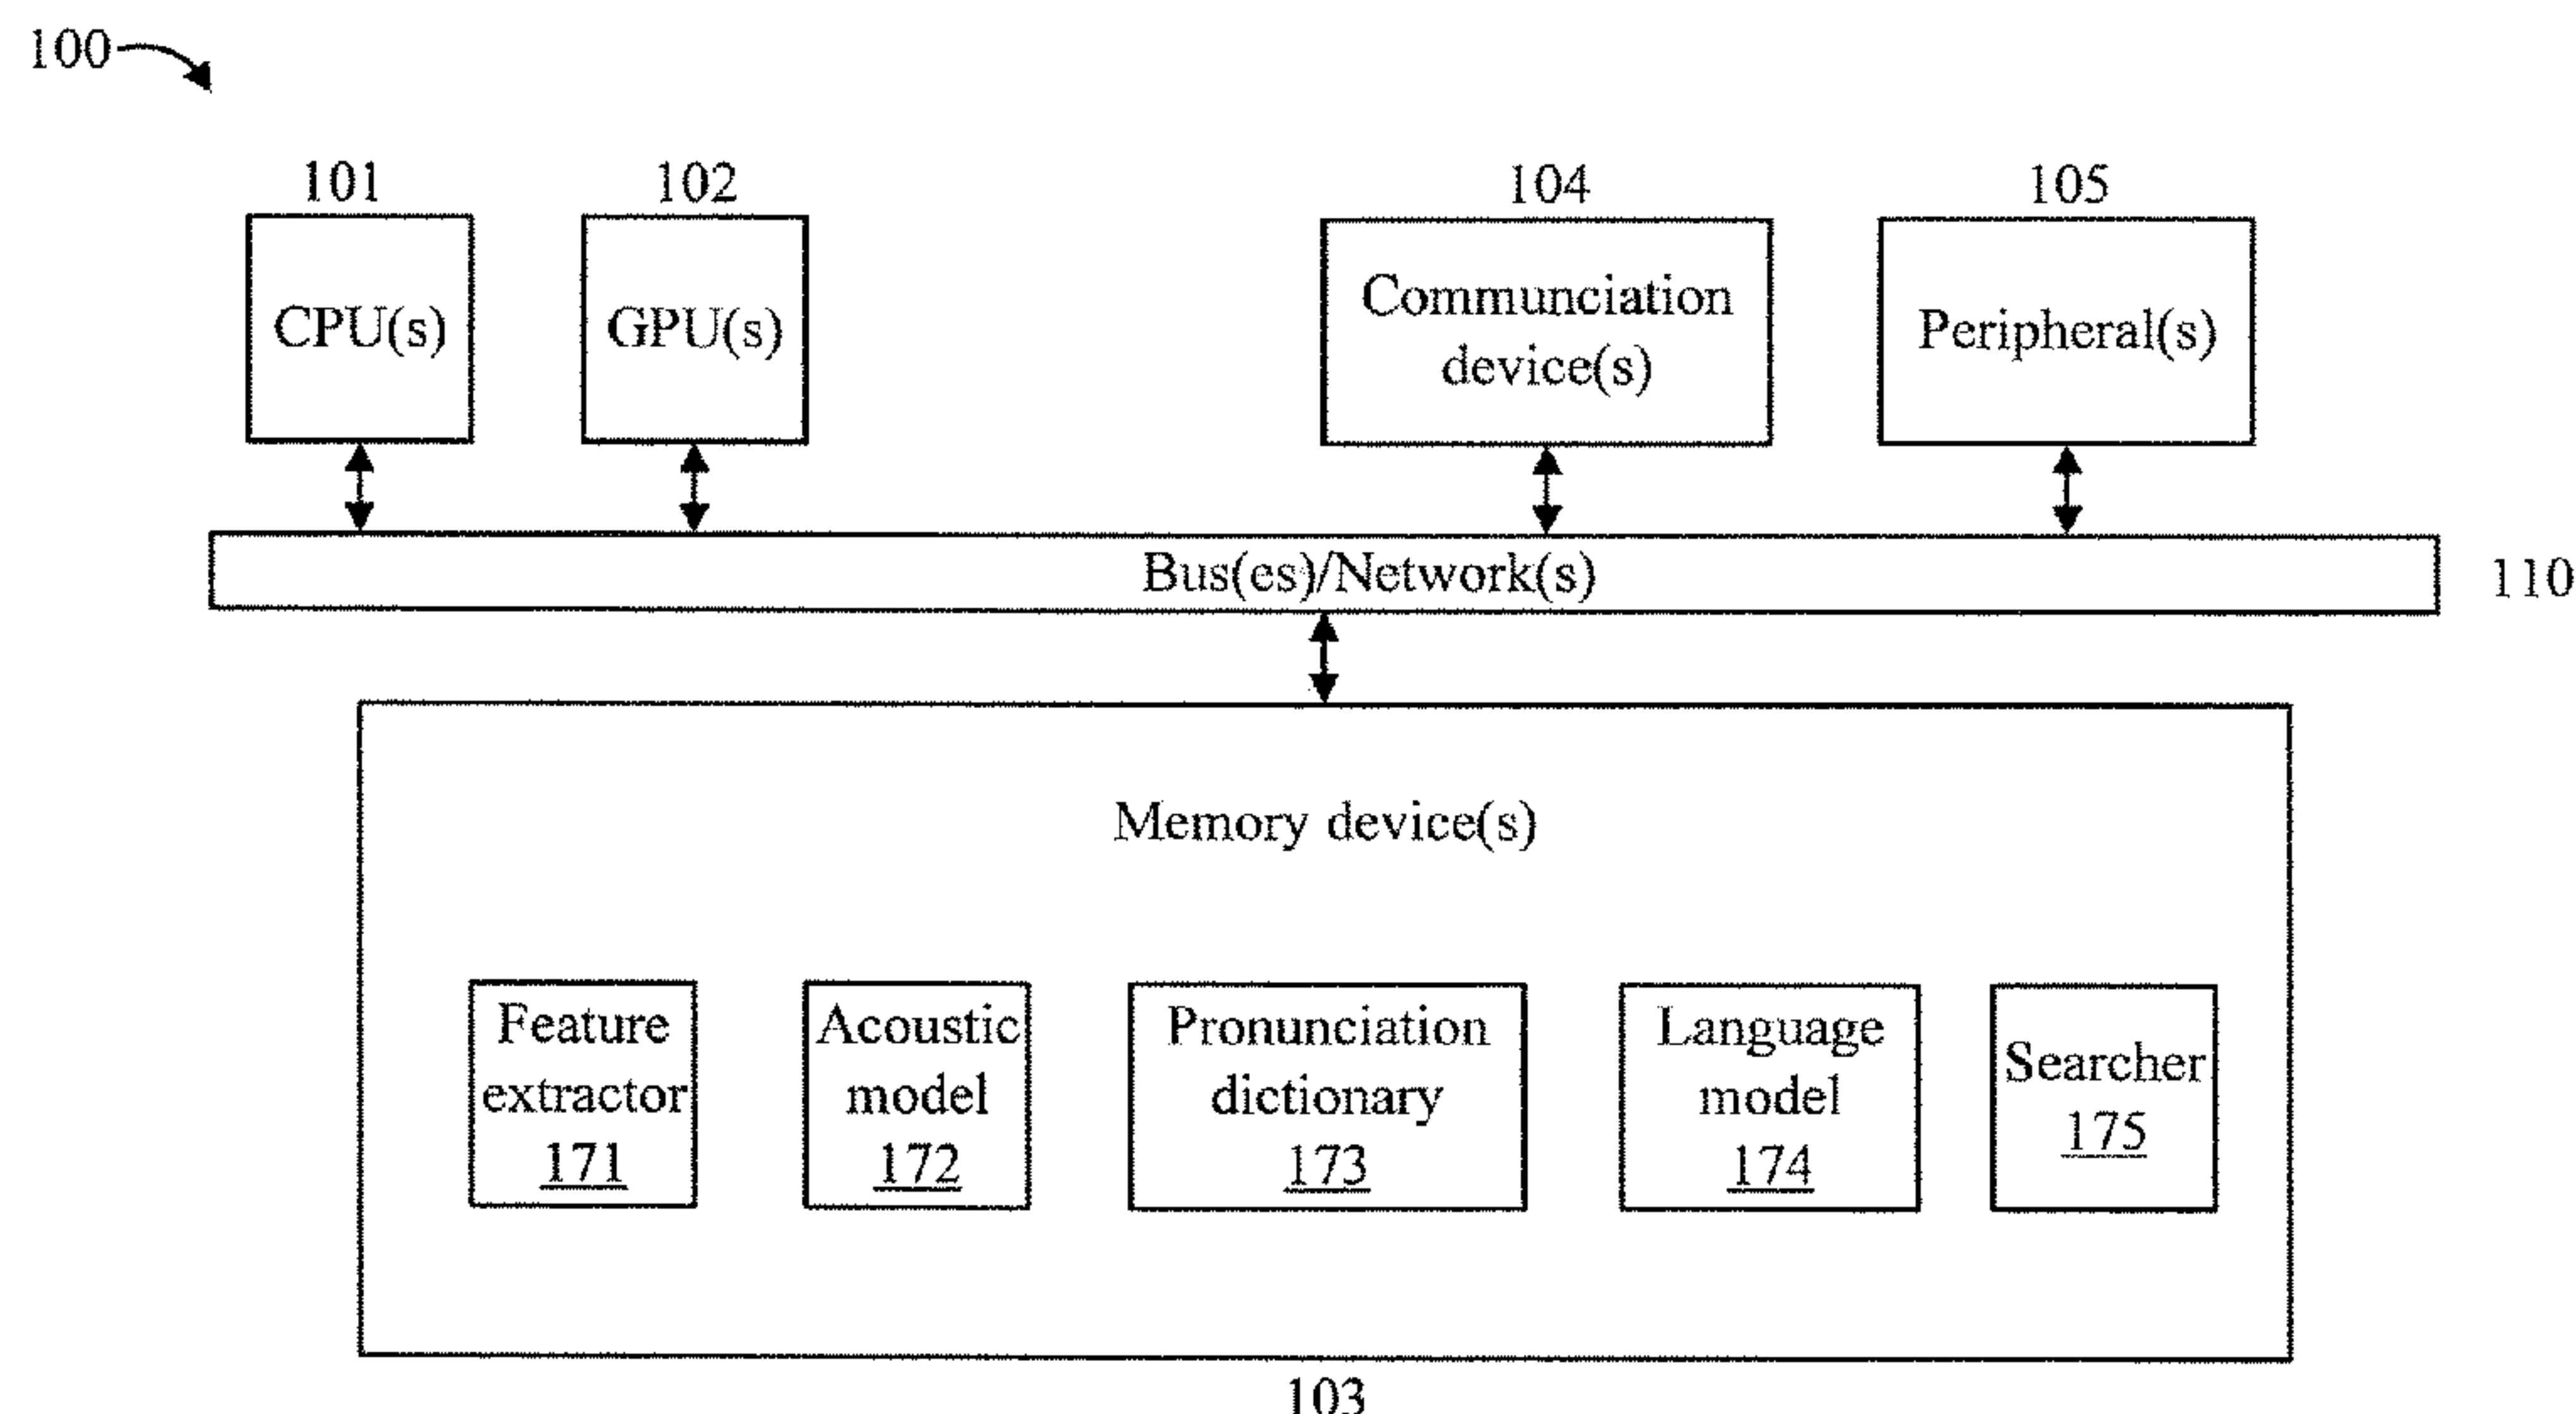 100
101
102
104
105
CPU(s)
GPU(s)
Communciation
device(s)
Peripheral(s)
Bus(es)/Network(s)
110
Memory device(s)
Feature
extractor
171
Acoustic
model
172
Pronunciation
dictionary
173
Language
model
174
Searcher
175
103